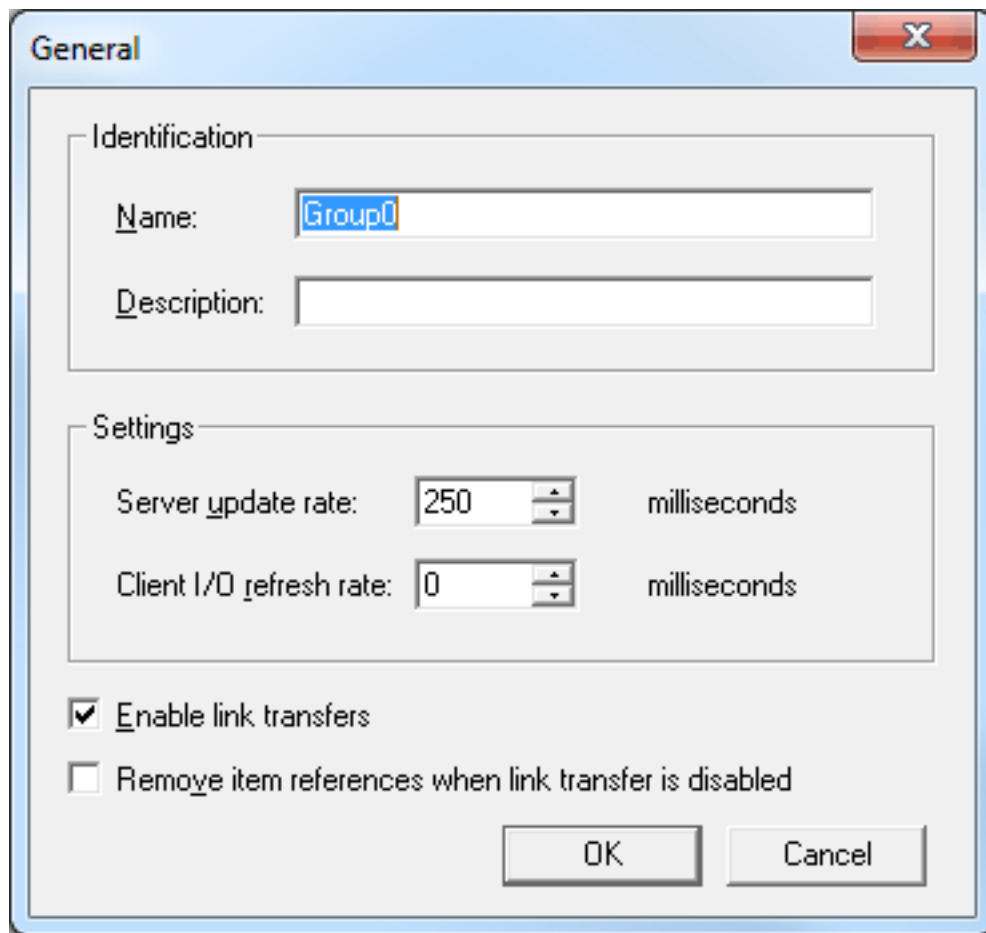 General
Identification
Name: Group0
Description:
Settings
Server update rate: 250 milliseconds
Client I/O refresh rate: 0 milliseconds
Enable link transfers
Remove item references when link transfer is disabled
OK Cancel